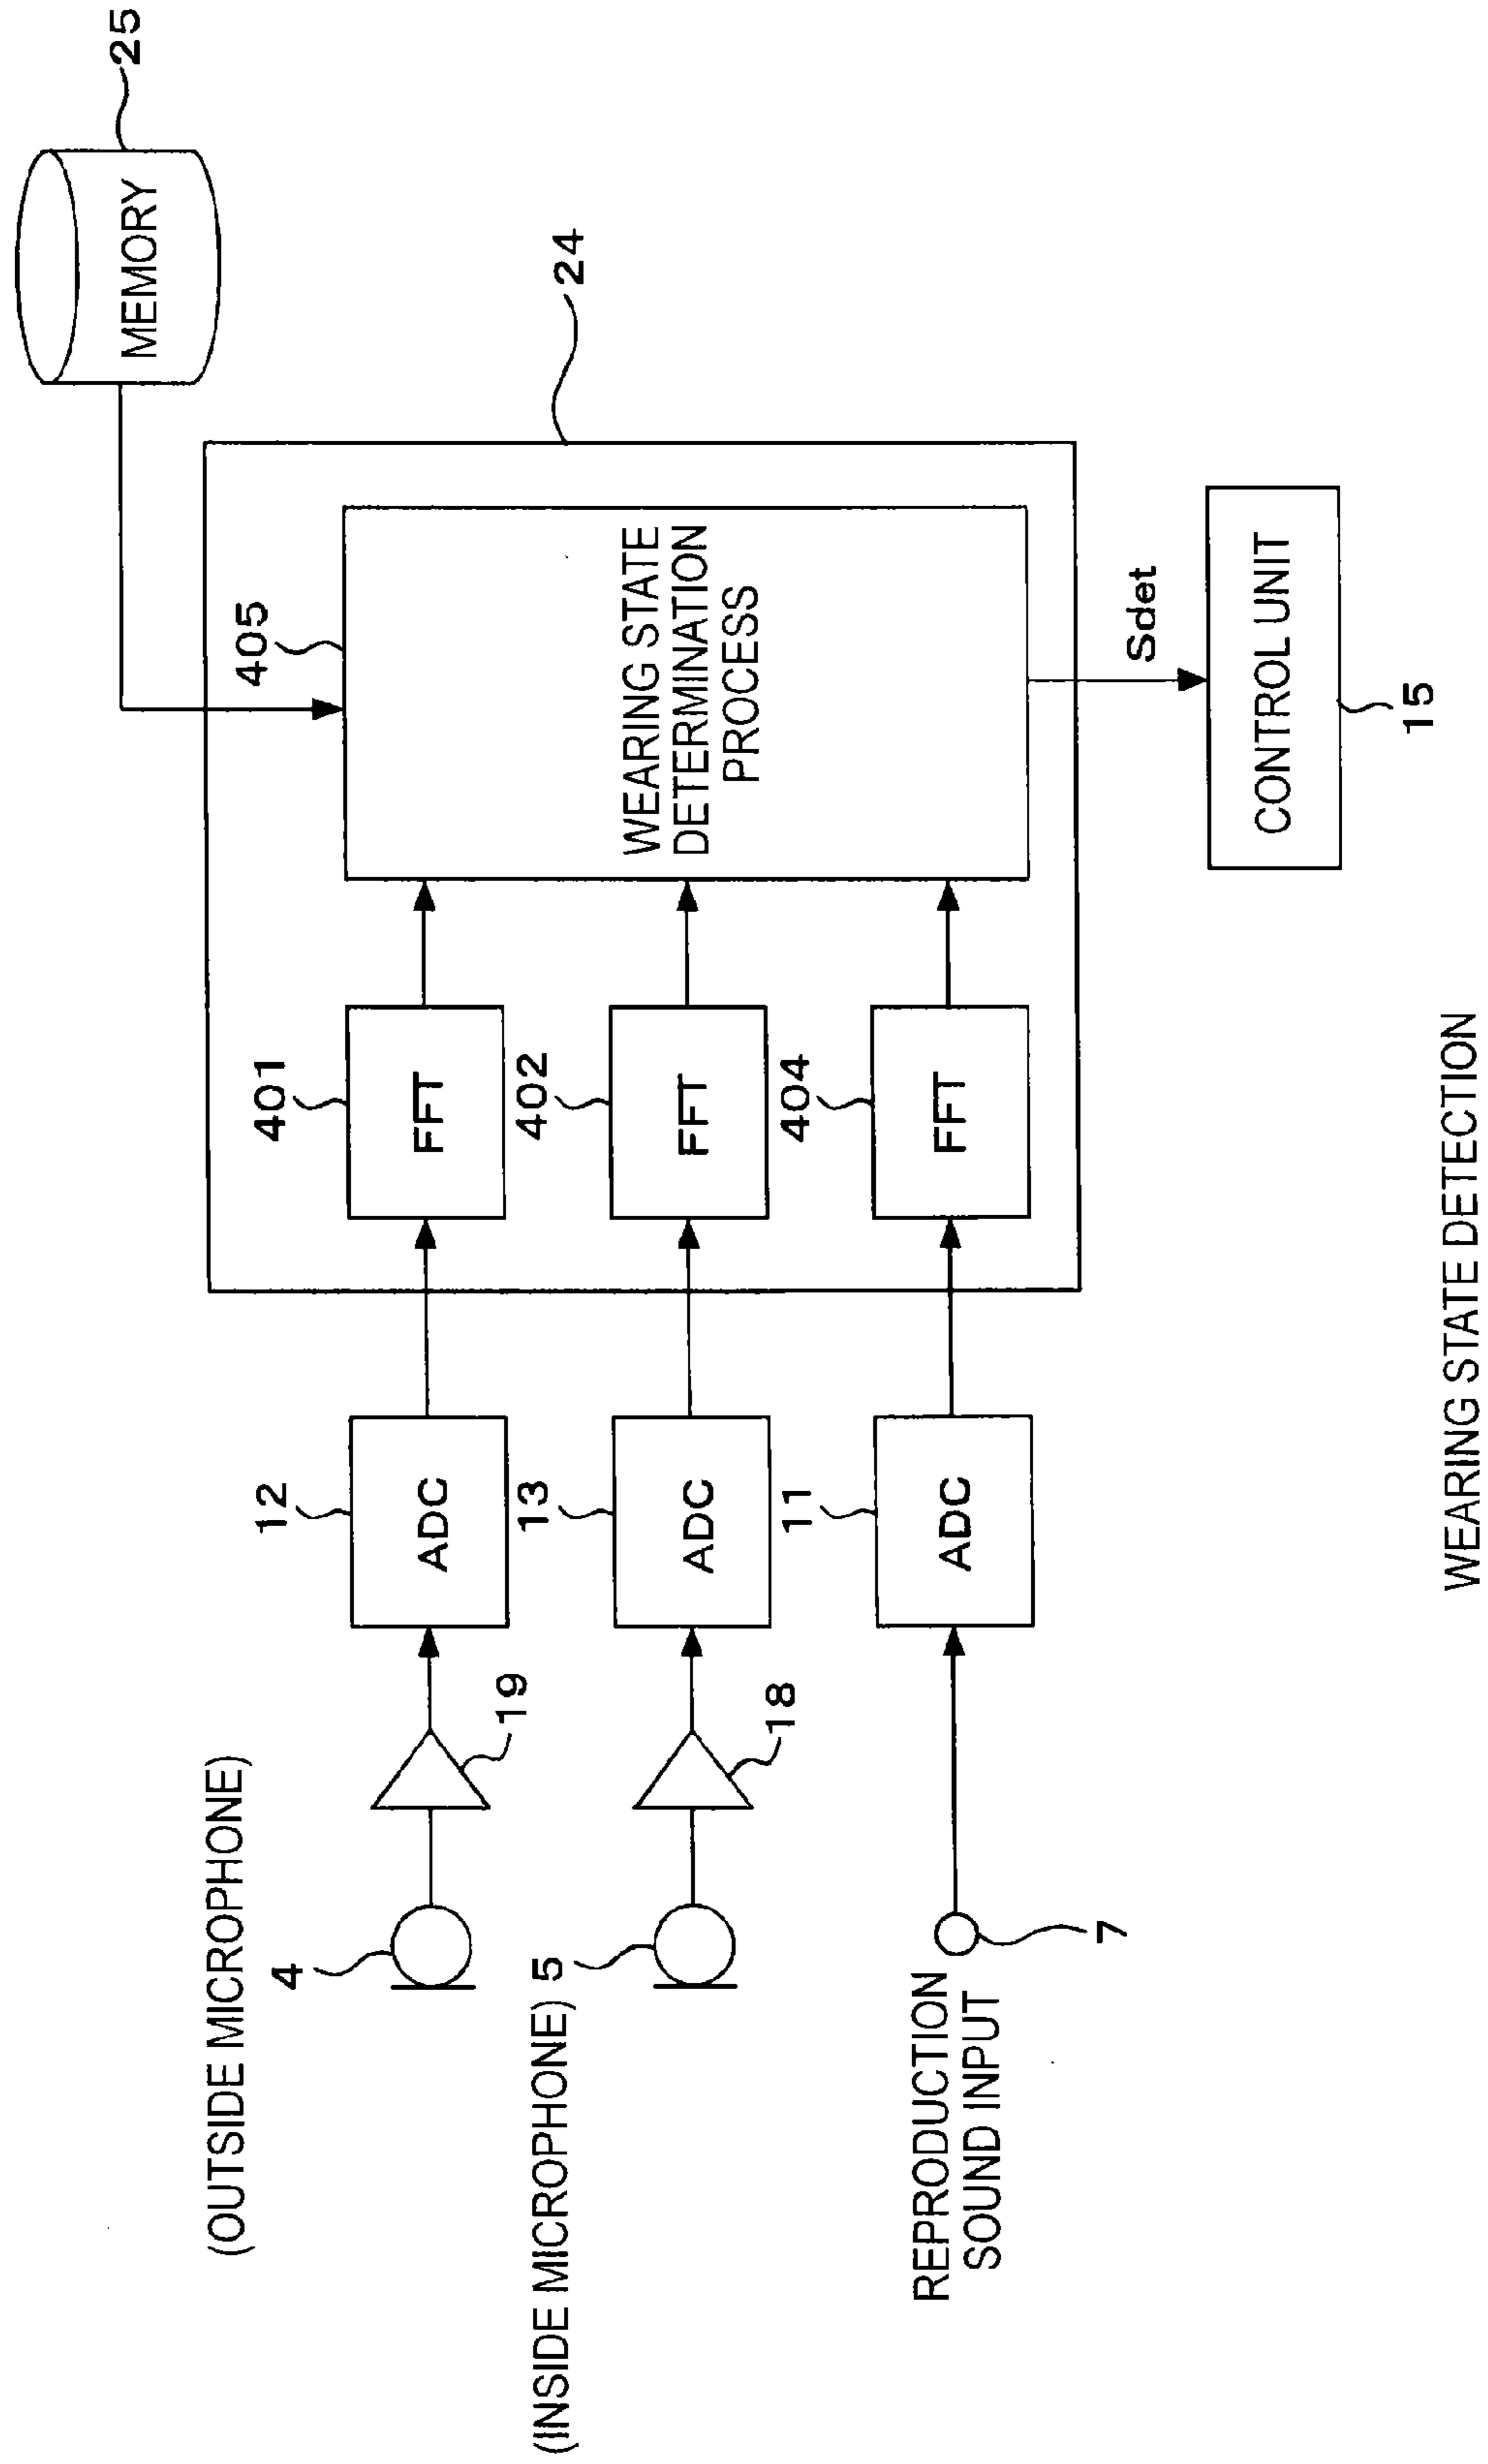 25
MEMORY
24
405
WEARING STATE
DETERMINATION
PROCESS
Sdet
CONTROL UNIT
15
401
FFT
402
FFT
404
FFT
12
ADC
13
ADC
11
ADC
(OUTSIDE MICROPHONE)
4
19
(INSIDE MICROPHONE) 5
18
REPRODUCTION
SOUND INPUT
7
WEARING STATE DETECTION